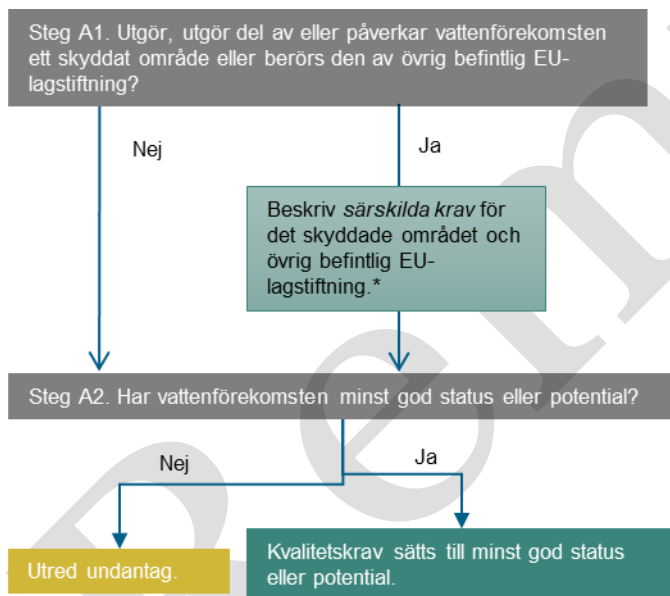 Steg A1. Utgör, utgör del av eller påverkar vattenförekomsten
ett skyddat område eller berörs den av övrig befintlig EU-
lagstiftning?
Nej
Ja
Beskriv särskilda krav för
det skyddade området och
övrig befintlig EU-
lagstiftning.*
Steg A2. Har vattenförekomsten minst god status eller potential?
Nej
Ja
Utred undantag.
Kvalitetskrav sätts till minst god status
eller potential.